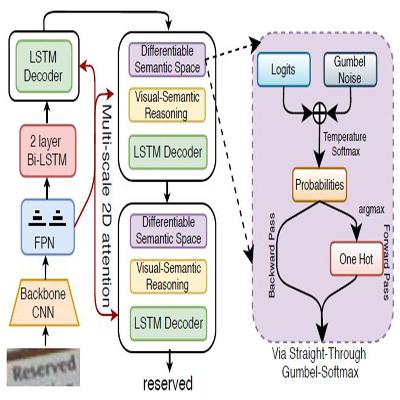 LSTM
Decoder
2 layer
Bi-LSTM
FPN
Backbone
CNN
Reserved
Multi-scale 2D attention
Differentiable
Semantic Space
Visual-Semantic
Reasoning
LSTM Decoder
Differentiable
Semantic Space
Visual-Semantic
Reasoning
LSTM Decoder
reserved
Logits
Gumbel
Noise
Temperature
Softmax
Probabilities
argmax
One Hot
Backward Pass
Forward Pass
Via Straight-Through
Gumbel-Softmax